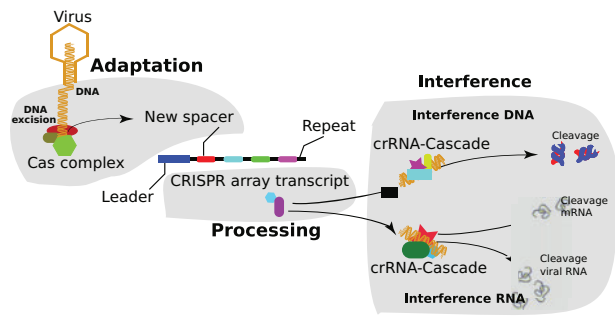 Virus
Adaptation
DNA
DNA
excision
New spacer
Cas complex
Repeat
Leader
CRISPR array transcript
Processing
Interference
Interference DNA
crRNA-Cascade
Cleavage
Cleavage
mRNA
crRNA-Cascade
Cleavage
viral RNA
Interference RNA